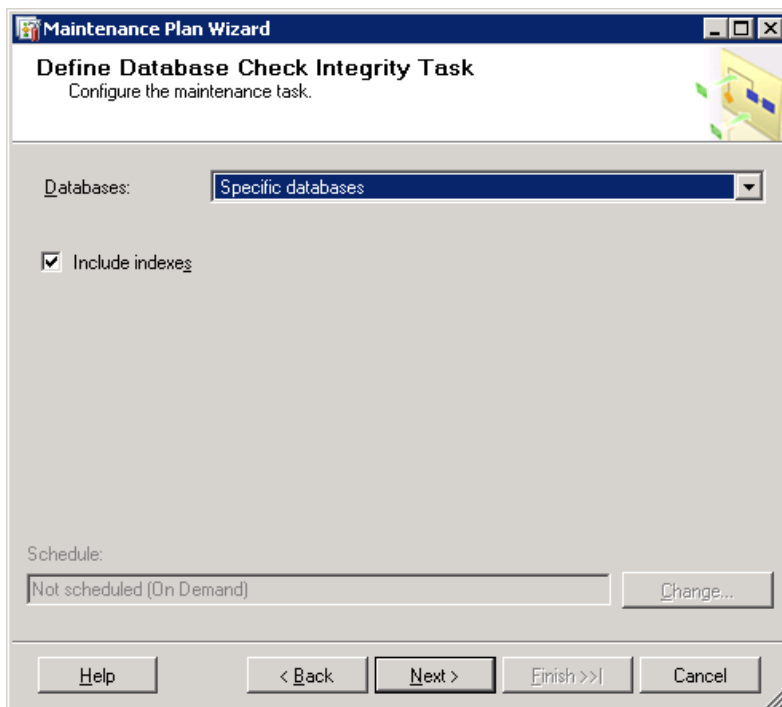 Maintenance Plan Wizard
Define Database Check Integrity Task
Configure the maintenance task.
Databases: Specific databases
Include indexes
Schedule:
Not scheduled (On Demand) Change...
Help < Back Next > Finish >>| Cancel